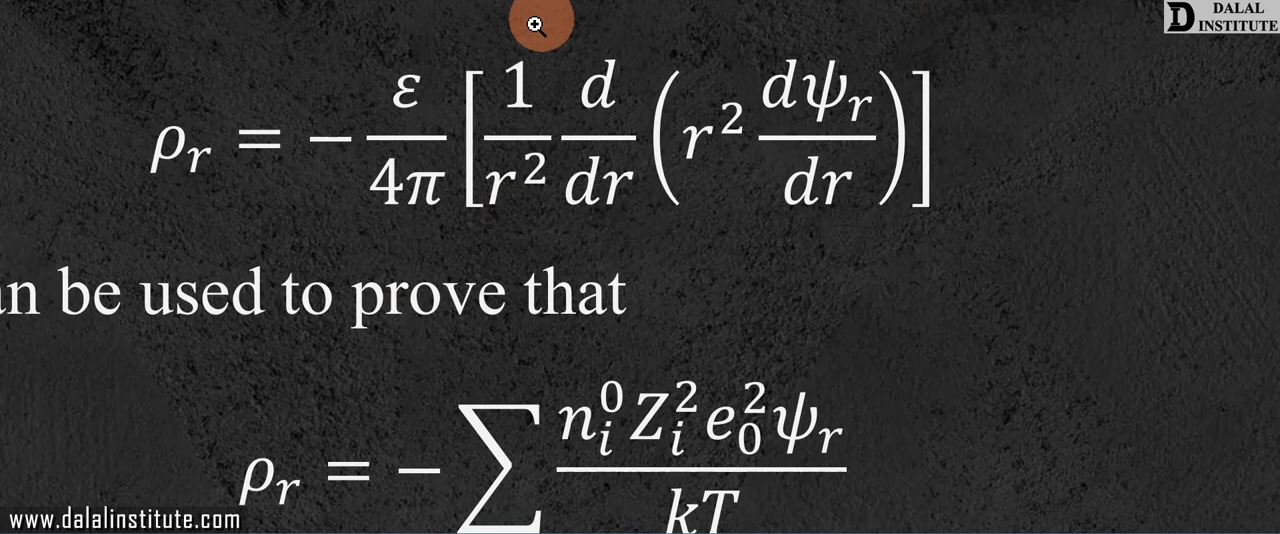 DALAL
INSTITUTE
ρ_r = − ε/4π [1/r² d/dr (r² dψ_r/dr)]
be used to prove that
ρ_r = − ∑ n_i^0 Z_i^2 e_0^2 ψ_r / kT
www.dalalinstitute.com